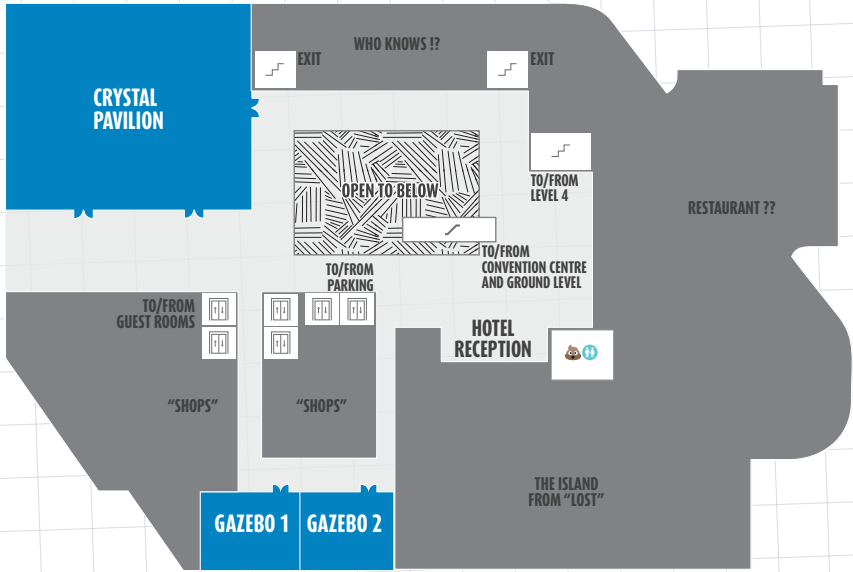 WHO KNOWS !?
EXIT
EXIT
CRYSTAL
PAVILION
OPEN TO BELOW
TO/FROM
LEVEL 4
RESTAURANT ??
TO/FROM
CONVENTION CENTRE
AND GROUND LEVEL
TO/FROM
PARKING
TO/FROM
GUEST ROOMS
HOTEL
RECEPTION
“SHOPS”
“SHOPS”
THE ISLAND
FROM “LOST”
GAZEBO 1
GAZEBO 2